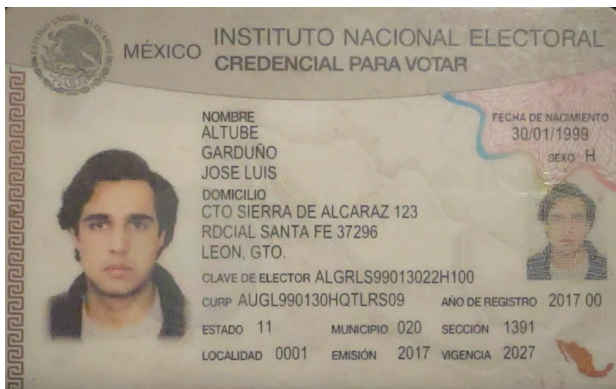 MÉXICO INSTITUTO NACIONAL ELECTORAL
CREDENCIAL PARA VOTAR
NOMBRE
ALTUBE
GARDUÑO
JOSE LUIS
FECHA DE NACIMIENTO
30/01/1999
SEXO H
DOMICILIO
CTO SIERRA DE ALCARAZ 123
RDCIAL SANTA FE 37296
LEON, GTO.
CLAVE DE ELECTOR ALGRLS99013022H100
CURP AUGL990130HQTLRS09 AÑO DE REGISTRO 2017 00
ESTADO 11 MUNICIPIO 020 SECCIÓN 1391
LOCALIDAD 0001 EMISIÓN 2017 VIGENCIA 2027